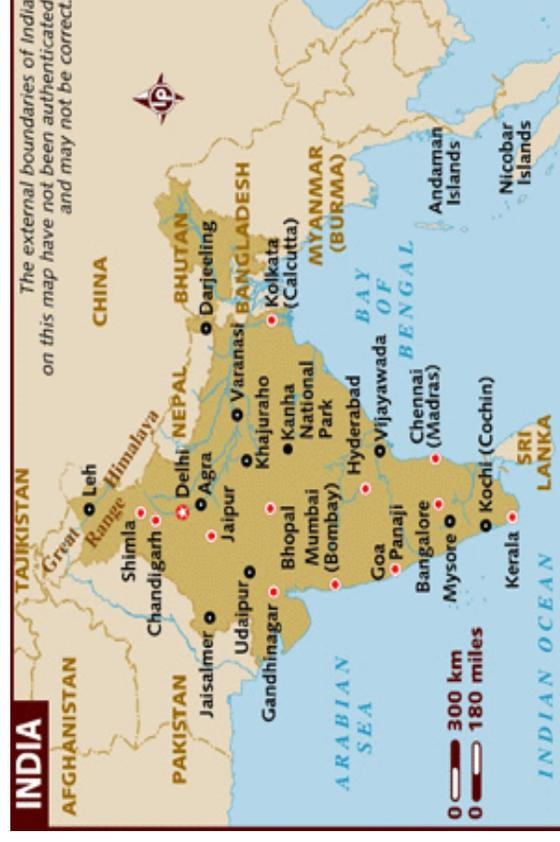 INDIA
The external boundaries of India
on this map have not been authenticated
and may not be correct.
TAJIKISTAN
AFGHANISTAN
CHINA
Great
Himalaya
Range
Leh
Shimla
Chandigarh
PAKISTAN
Delhi
NEPAL
BHUTAN
Jaisalmer
Jaipur
Agra
Darjeeling
Udaipur
Khajuraho
Varanasi
BANGLADESH
Gandhinagar
Bhopal
Kanha
National
Park
Kolkata
(Calcutta)
MYANMAR
(BURMA)
Mumbai
(Bombay)
Hyderabad
ARABIAN
SEA
BAY
OF
BENGAL
Goa
Panaji
Vijayawada
Bangalore
Chennai
(Madras)
Mysore
Kochi (Cochin)
Kerala
Andaman
Islands
Nicobar
Islands
SRI
LANKA
INDIAN OCEAN
0 300 km
0 180 miles
lp